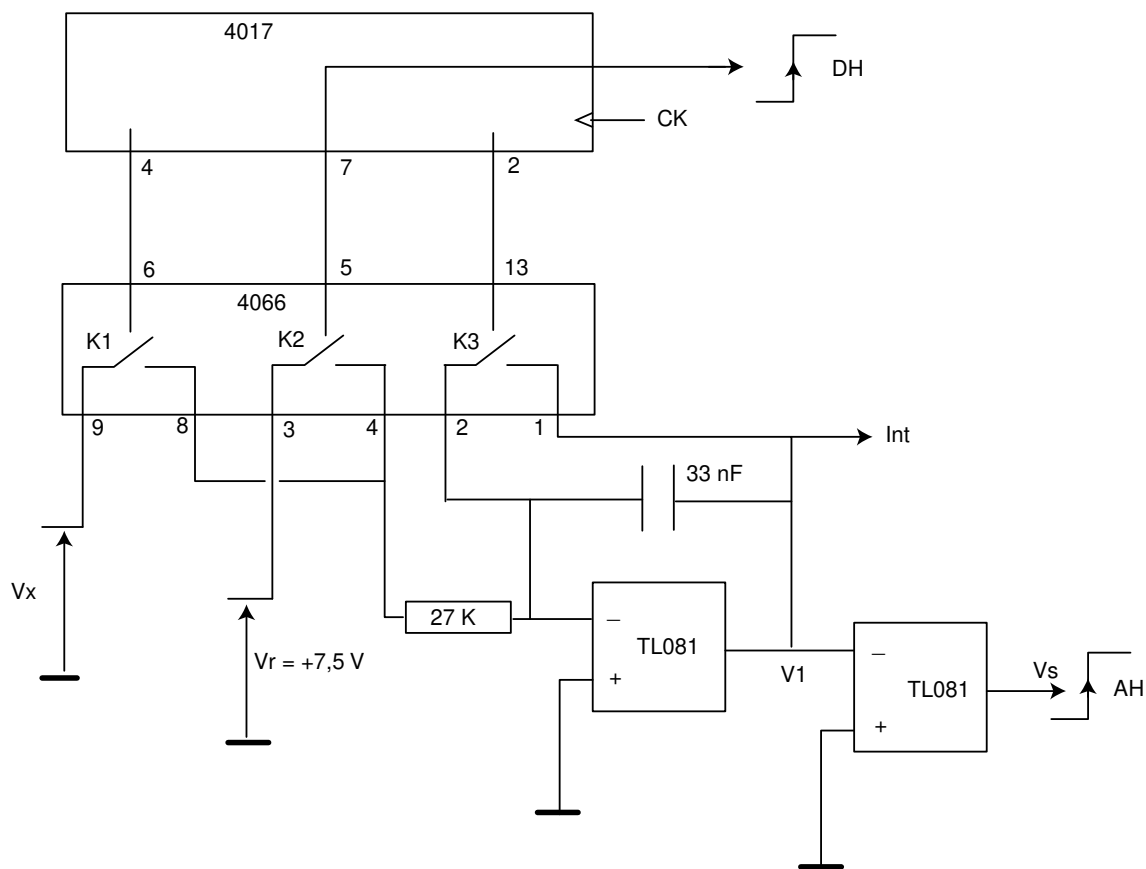 4017
DH
CK
4
7
2
6
5
13
4066
K1
K2
K3
9
8
3
4
2
1
Int
33 nF
Vx
27 K
–
TL081
+
Vr = +7,5 V
V1
–
TL081
+
Vs
AH